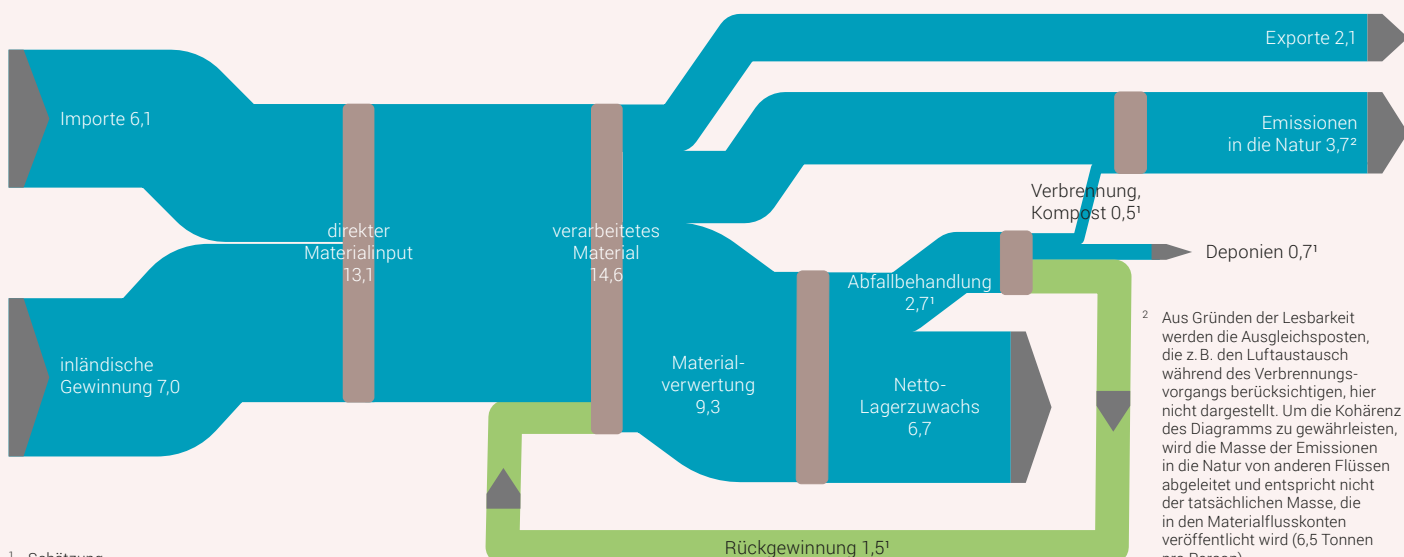 Exporte 2,1
Importe 6,1
Emissionen
in die Natur 3,7²
Verbrennung,
Kompost 0,5¹
direkter
Materialinput
13,1
verarbeitetes
Material
14,6
Deponien 0,7¹
Abfallbehandlung
2,7¹
inländische
Gewinnung 7,0
Material-
verwertung
9,3
Netto-
Lagerzuwachs
6,7
² Aus Gründen der Lesbarkeit
werden die Ausgleichsposten,
die z. B. den Luftaustausch
während des Verbrennungs-
vorgangs berücksichtigen, hier
nicht dargestellt. Um die Kohärenz
des Diagramms zu gewährleisten,
wird die Masse der Emissionen
in die Natur von anderen Flüssen
abgeleitet und entspricht nicht
der tatsächlichen Masse, die
in den Materialflusskonten
veröffentlicht wird (6,5 Tonnen
pro Person)
Rückgewinnung 1,5¹
¹ Schätzung